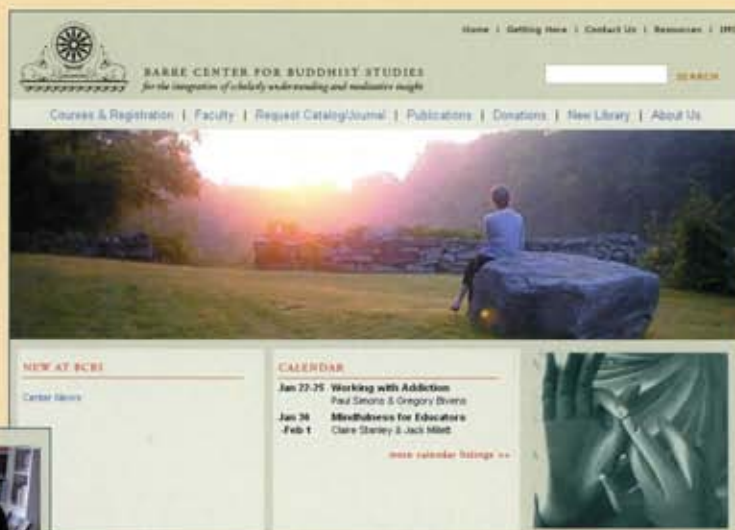 Home | Getting Here | Contact Us | Resources | IMS
BARRE CENTER FOR BUDDHIST STUDIES
for the integration of scholarly understanding and meditative insight
SEARCH
Courses & Registration | Faculty | Request Catalog/Journal | Publications | Donations | New Library | About Us
NEW AT BCBS
Center News
CALENDAR
Jan 22-25 Working with Addiction
Paul Simons & Gregory Bivens
Jan 30 Mindfulness for Educators
-Feb 1 Claire Stanley & Jack Millett
more calendar listings >>